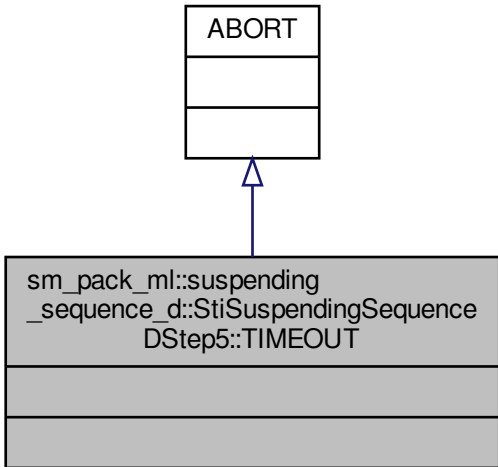 ABORT
sm_pack_ml::suspending
_sequence_d::StiSuspendingSequence
DStep5::TIMEOUT